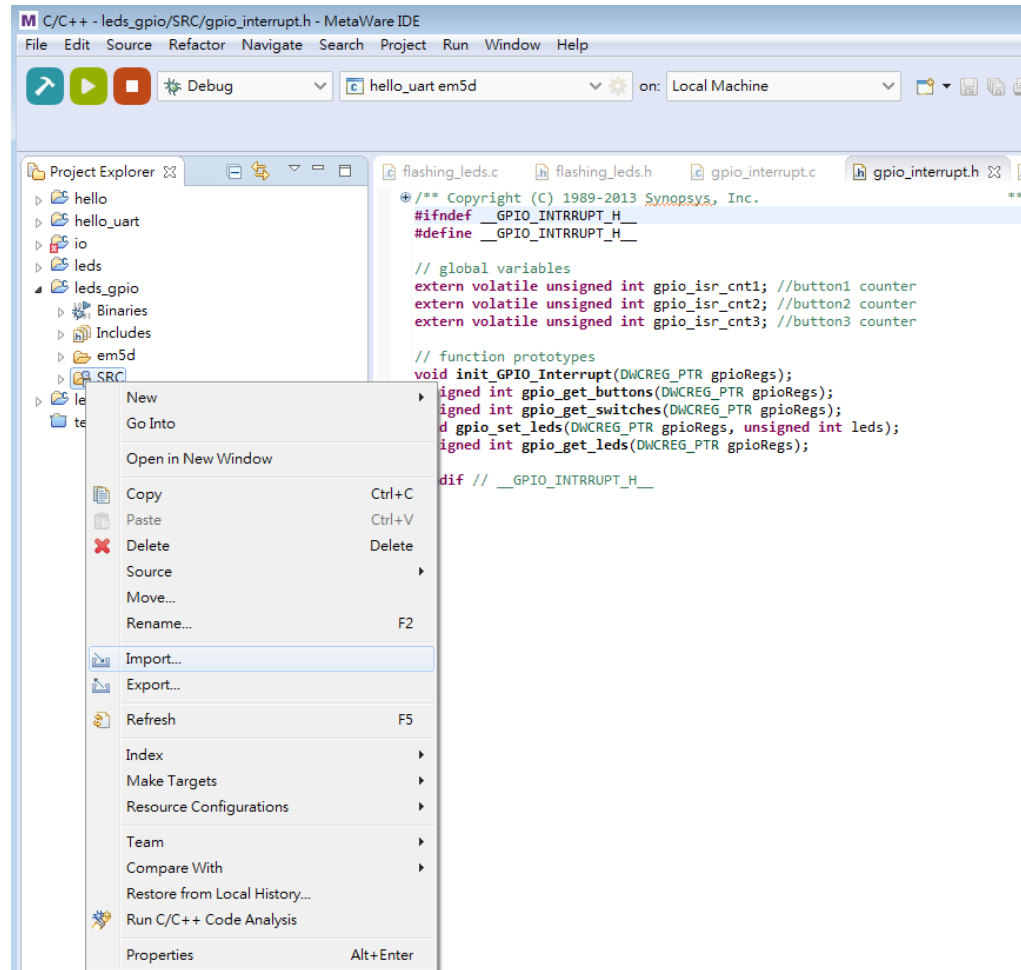 M C/C++ - leds_gpio/SRC/gpio_interrupt.h - MetaWare IDE
File Edit Source Refactor Navigate Search Project Run Window Help
Debug hello_uart em5d on: Local Machine
Project Explorer flashing_leds.c flashing_leds.h gpio_interrupt.c gpio_interrupt.h
hello
hello_uart
io
leds
leds_gpio
Binaries
Includes
em5d
SRC
le
te
/** Copyright (C) 1989-2013 Synopsys, Inc. **
#ifndef __GPIO_INTRRUPT_H__
#define __GPIO_INTRRUPT_H__
// global variables
extern volatile unsigned int gpio_isr_cnt1; //button1 counter
extern volatile unsigned int gpio_isr_cnt2; //button2 counter
extern volatile unsigned int gpio_isr_cnt3; //button3 counter
// function prototypes
void init_GPIO_Interrupt(DWCREG_PTR gpioRegs);
igned int gpio_get_buttons(DWCREG_PTR gpioRegs);
igned int gpio_get_switches(DWCREG_PTR gpioRegs);
d gpio_set_leds(DWCREG_PTR gpioRegs, unsigned int leds);
igned int gpio_get_leds(DWCREG_PTR gpioRegs);
dif // __GPIO_INTRRUPT_H__
New
Go Into
Open in New Window
Copy Ctrl+C
Paste Ctrl+V
Delete Delete
Source
Move...
Rename... F2
Import...
Export...
Refresh F5
Index
Make Targets
Resource Configurations
Team
Compare With
Restore from Local History...
Run C/C++ Code Analysis
Properties Alt+Enter